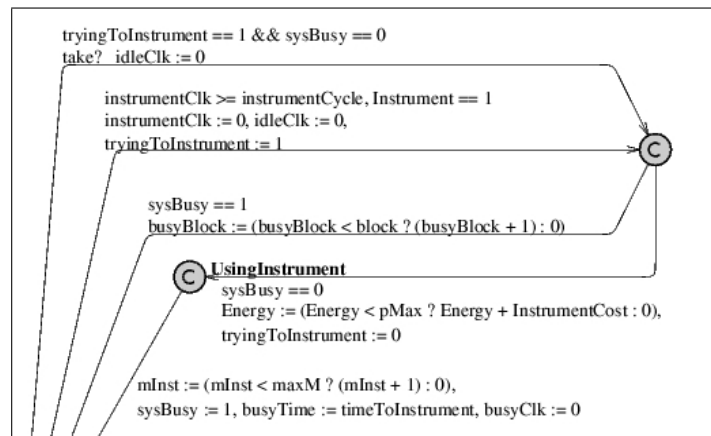 tryingToInstrument == 1 && sysBusy == 0
take? idleClk := 0
instrumentClk >= instrumentCycle, Instrument == 1
instrumentClk := 0, idleClk := 0,
tryingToInstrument := 1
C
sysBusy == 1
busyBlock := (busyBlock < block ? (busyBlock + 1) : 0)
C UsingInstrument
sysBusy == 0
Energy := (Energy < pMax ? Energy + InstrumentCost : 0),
tryingToInstrument := 0
mInst := (mInst < maxM ? (mInst + 1) : 0),
sysBusy := 1, busyTime := timeToInstrument, busyClk := 0